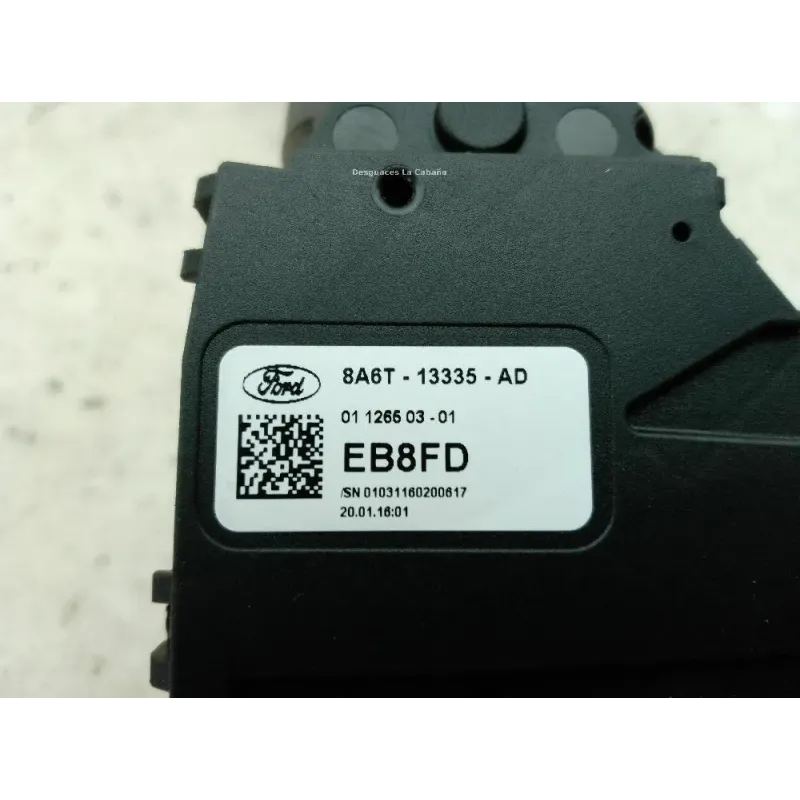 Desguaces La Cabaña
Ford
8A6T - 13335 - AD
01 1265 03 - 01
EB8FD
/SN 01031160200617
20.01.16:01